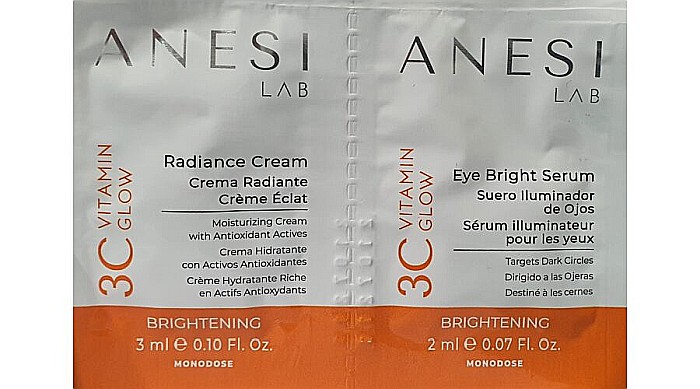 ANESI
LAB
3C VITAMIN
GLOW
Radiance Cream
Crema Radiante
Crème Éclat
Moisturizing Cream
with Antioxidant Actives
Crema Hidratante
con Activos Antioxidantes
Crème Hydratante Riche
en Actifs Antioxydants
BRIGHTENING
3 ml e 0.10 Fl. Oz.
MONODOSE
ANESI
LAB
3C VITAMIN
GLOW
Eye Bright Serum
Suero Iluminador
de Ojos
Sérum illuminateur
pour les yeux
Targets Dark Circles
Dirigido a las Ojeras
Destiné à les cernes
BRIGHTENING
2 ml e 0.07 Fl. Oz.
MONODOSE